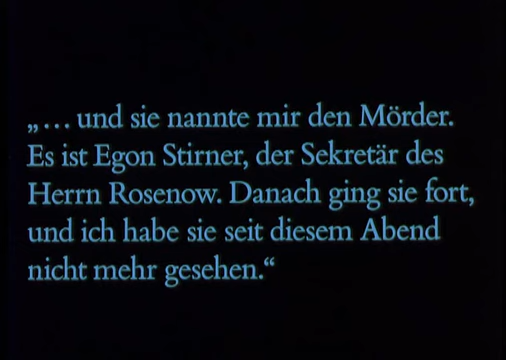 „… und sie nannte mir den Mörder.
Es ist Egon Stirner, der Sekretär des
Herrn Rosenow. Danach ging sie fort,
und ich habe sie seit diesem Abend
nicht mehr gesehen.“